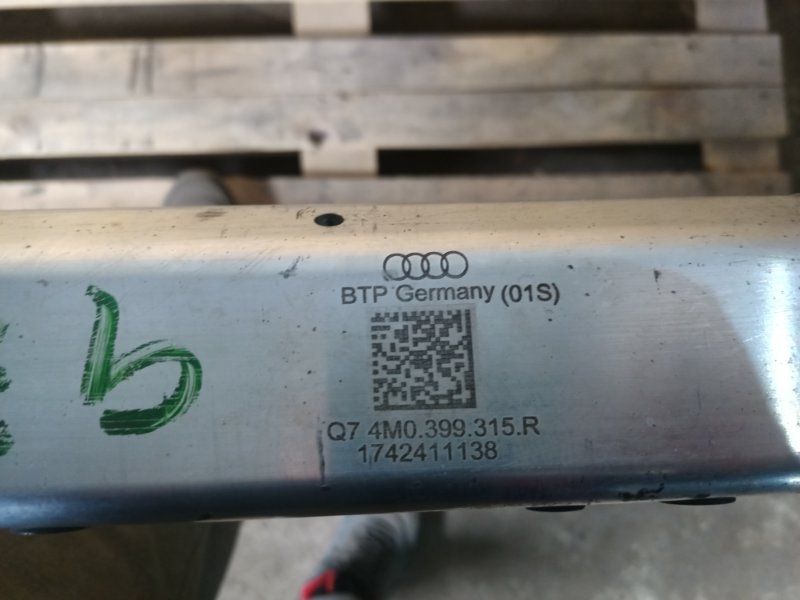 BTP Germany (01S)
Q7 4M0.399.315.R
1742411138